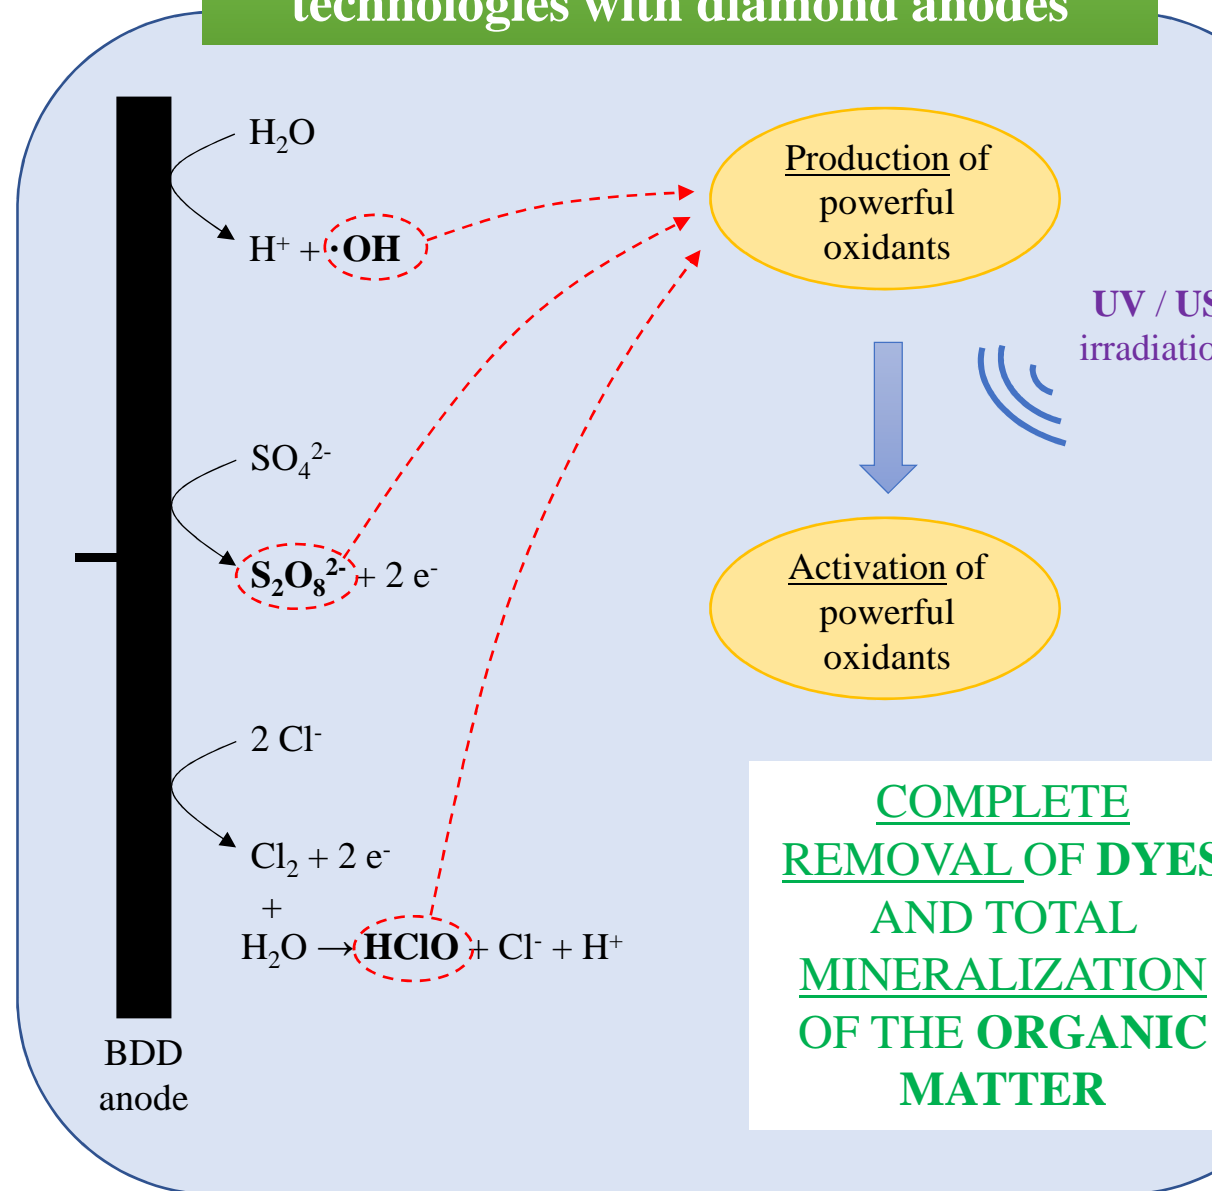 technologies with diamond anodes
H₂O
H⁺ + ·OH
SO₄²⁻
S₂O₈²⁻ + 2 e⁻
2 Cl⁻
Cl₂ + 2 e⁻
+
H₂O → HClO + Cl⁻ + H⁺
BDD
anode
Production of
powerful
oxidants
UV / US
irradiatio
Activation of
powerful
oxidants
COMPLETE
REMOVAL OF DYES
AND TOTAL
MINERALIZATION
OF THE ORGANIC
MATTER